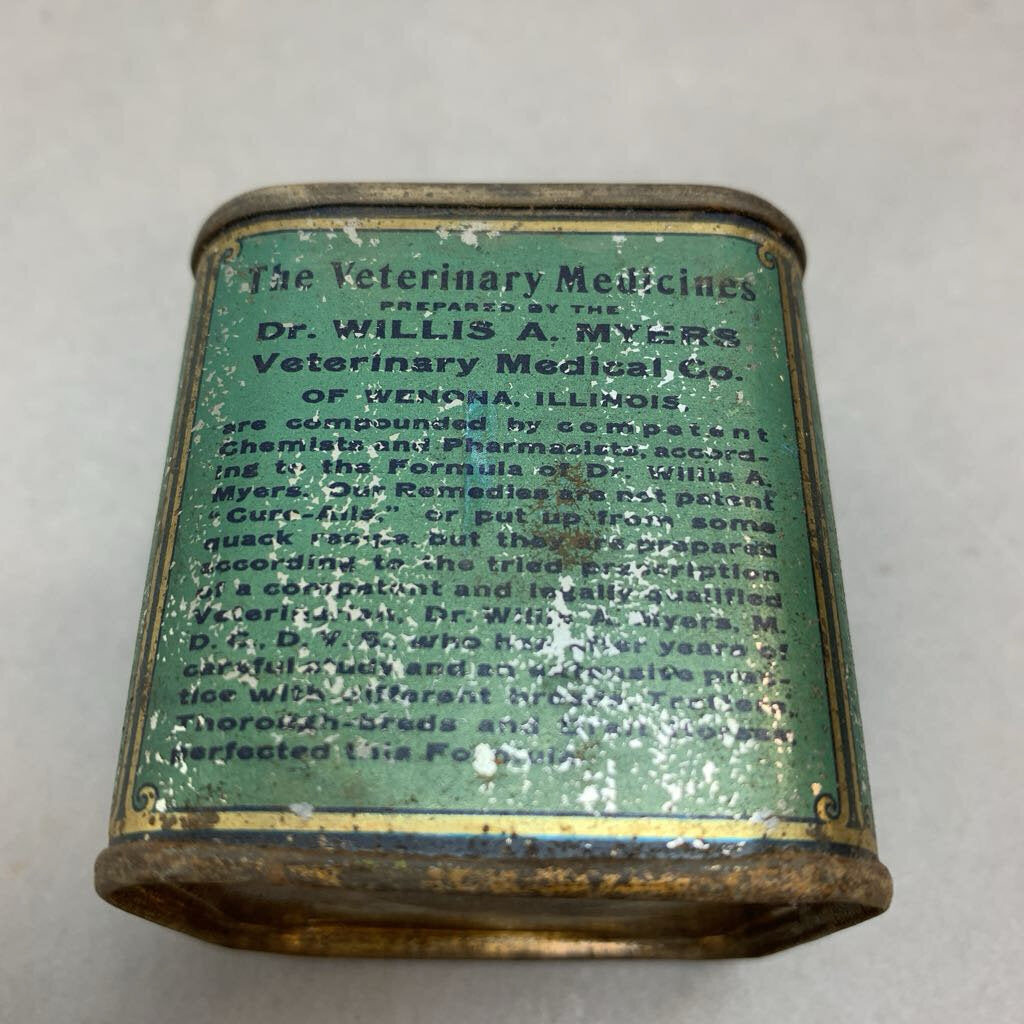 The Veterinary Medicines
PREPARED BY THE
Dr. WILLIS A. MYERS
Veterinary Medical Co.
OF WENONA, ILLINOIS,
are compounded by competent
Chemists and Pharmacists, accord-
ing to the Formula of Dr. Willis A.
Myers. Our Remedies are not patent
"Cure-Alls," or put up from some
quack recipe, but they are prepared
according to the tried prescription
of a competent and legally qualified
Veterinarian, Dr. Willis A. Myers, M.
D. C., D. V. S., who has after years of
careful study and an extensive prac-
tice with different breeds Trotters,
Thorough-breds and Draft Horses
perfected this Formula.